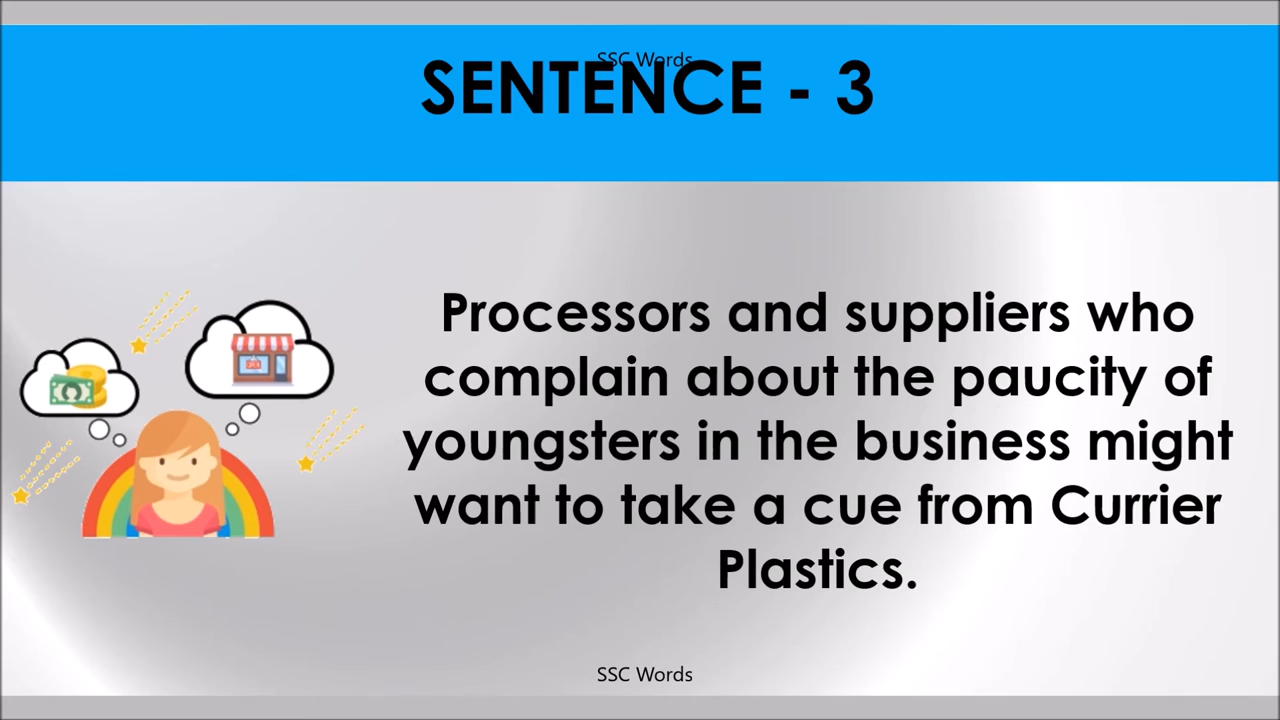 SSC Words
SENTENCE - 3
Processors and suppliers who
complain about the paucity of
youngsters in the business might
want to take a cue from Currier
Plastics.
SSC Words